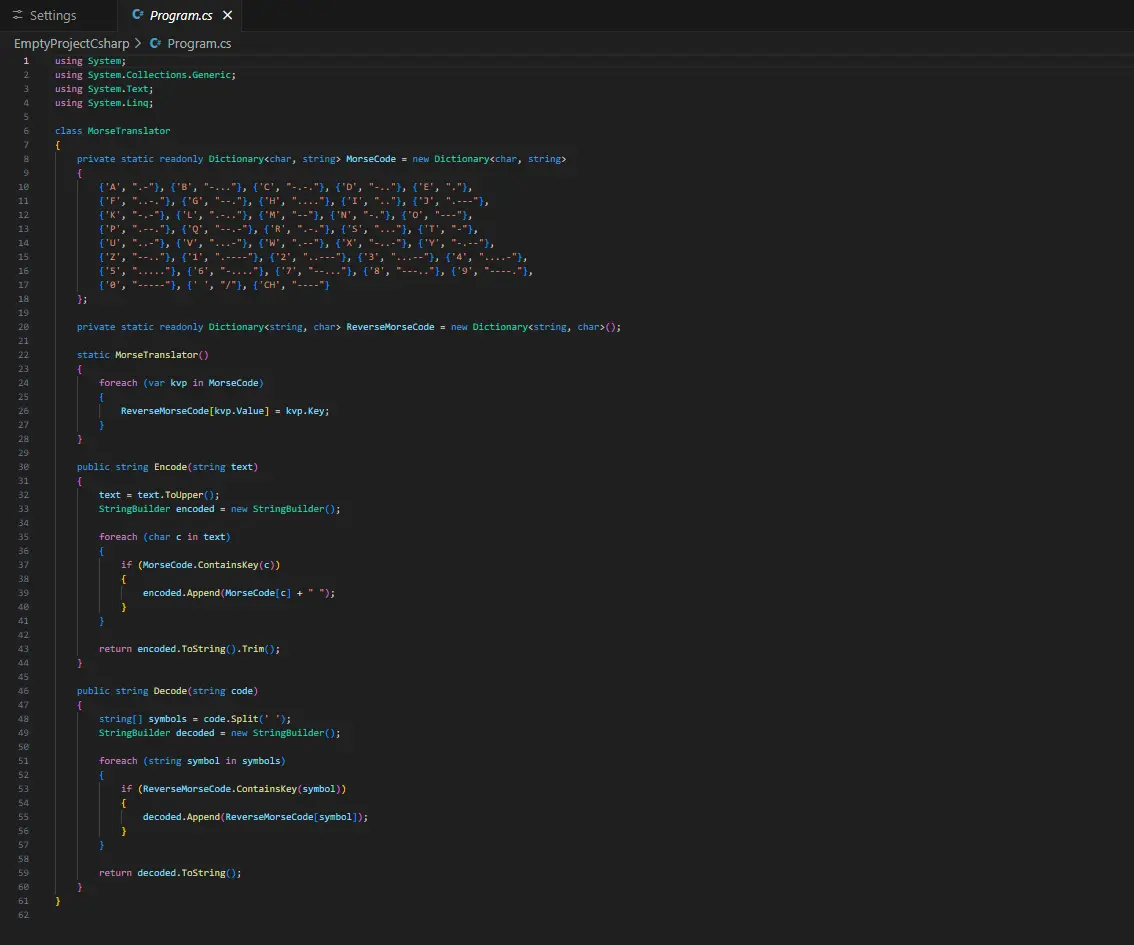 Settings
Program.cs
EmptyProjectCsharp > Program.cs
1 using System;
2 using System.Collections.Generic;
3 using System.Text;
4 using System.Linq;
5
6 class MorseTranslator
7 {
8 private static readonly Dictionary<char, string> MorseCode = new Dictionary<char, string>
9 {
10 {'A', ".-"}, {'B', "-..."}, {'C', "-.-."}, {'D', "-.."}, {'E', "."},
11 {'F', "..-."}, {'G', "--."}, {'H', "...."}, {'I', ".."}, {'J', ".---"},
12 {'K', "-.-"}, {'L', ".-.."}, {'M', "--"}, {'N', "-."}, {'O', "---"},
13 {'P', ".--."}, {'Q', "--.-"}, {'R', ".-."}, {'S', "..."}, {'T', "-"},
14 {'U', "..-"}, {'V', "...-"}, {'W', ".--"}, {'X', "-..-"}, {'Y', "-.--"},
15 {'Z', "--.."}, {'1', ".----"}, {'2', "..---"}, {'3', "...--"}, {'4', "....-"},
16 {'5', "....."}, {'6', "-...."}, {'7', "--..."}, {'8', "---.."}, {'9', "----."},
17 {'0', "-----"}, {' ', "/"}, {'CH', "----"}
18 };
19
20 private static readonly Dictionary<string, char> ReverseMorseCode = new Dictionary<string, char>();
21
22 static MorseTranslator()
23 {
24 foreach (var kvp in MorseCode)
25 {
26 ReverseMorseCode[kvp.Value] = kvp.Key;
27 }
28 }
29
30 public string Encode(string text)
31 {
32 text = text.ToUpper();
33 StringBuilder encoded = new StringBuilder();
34
35 foreach (char c in text)
36 {
37 if (MorseCode.ContainsKey(c))
38 {
39 encoded.Append(MorseCode[c] + " ");
40 }
41 }
42
43 return encoded.ToString().Trim();
44 }
45
46 public string Decode(string code)
47 {
48 string[] symbols = code.Split(' ');
49 StringBuilder decoded = new StringBuilder();
50
51 foreach (string symbol in symbols)
52 {
53 if (ReverseMorseCode.ContainsKey(symbol))
54 {
55 decoded.Append(ReverseMorseCode[symbol]);
56 }
57 }
58
59 return decoded.ToString();
60 }
61 }
62